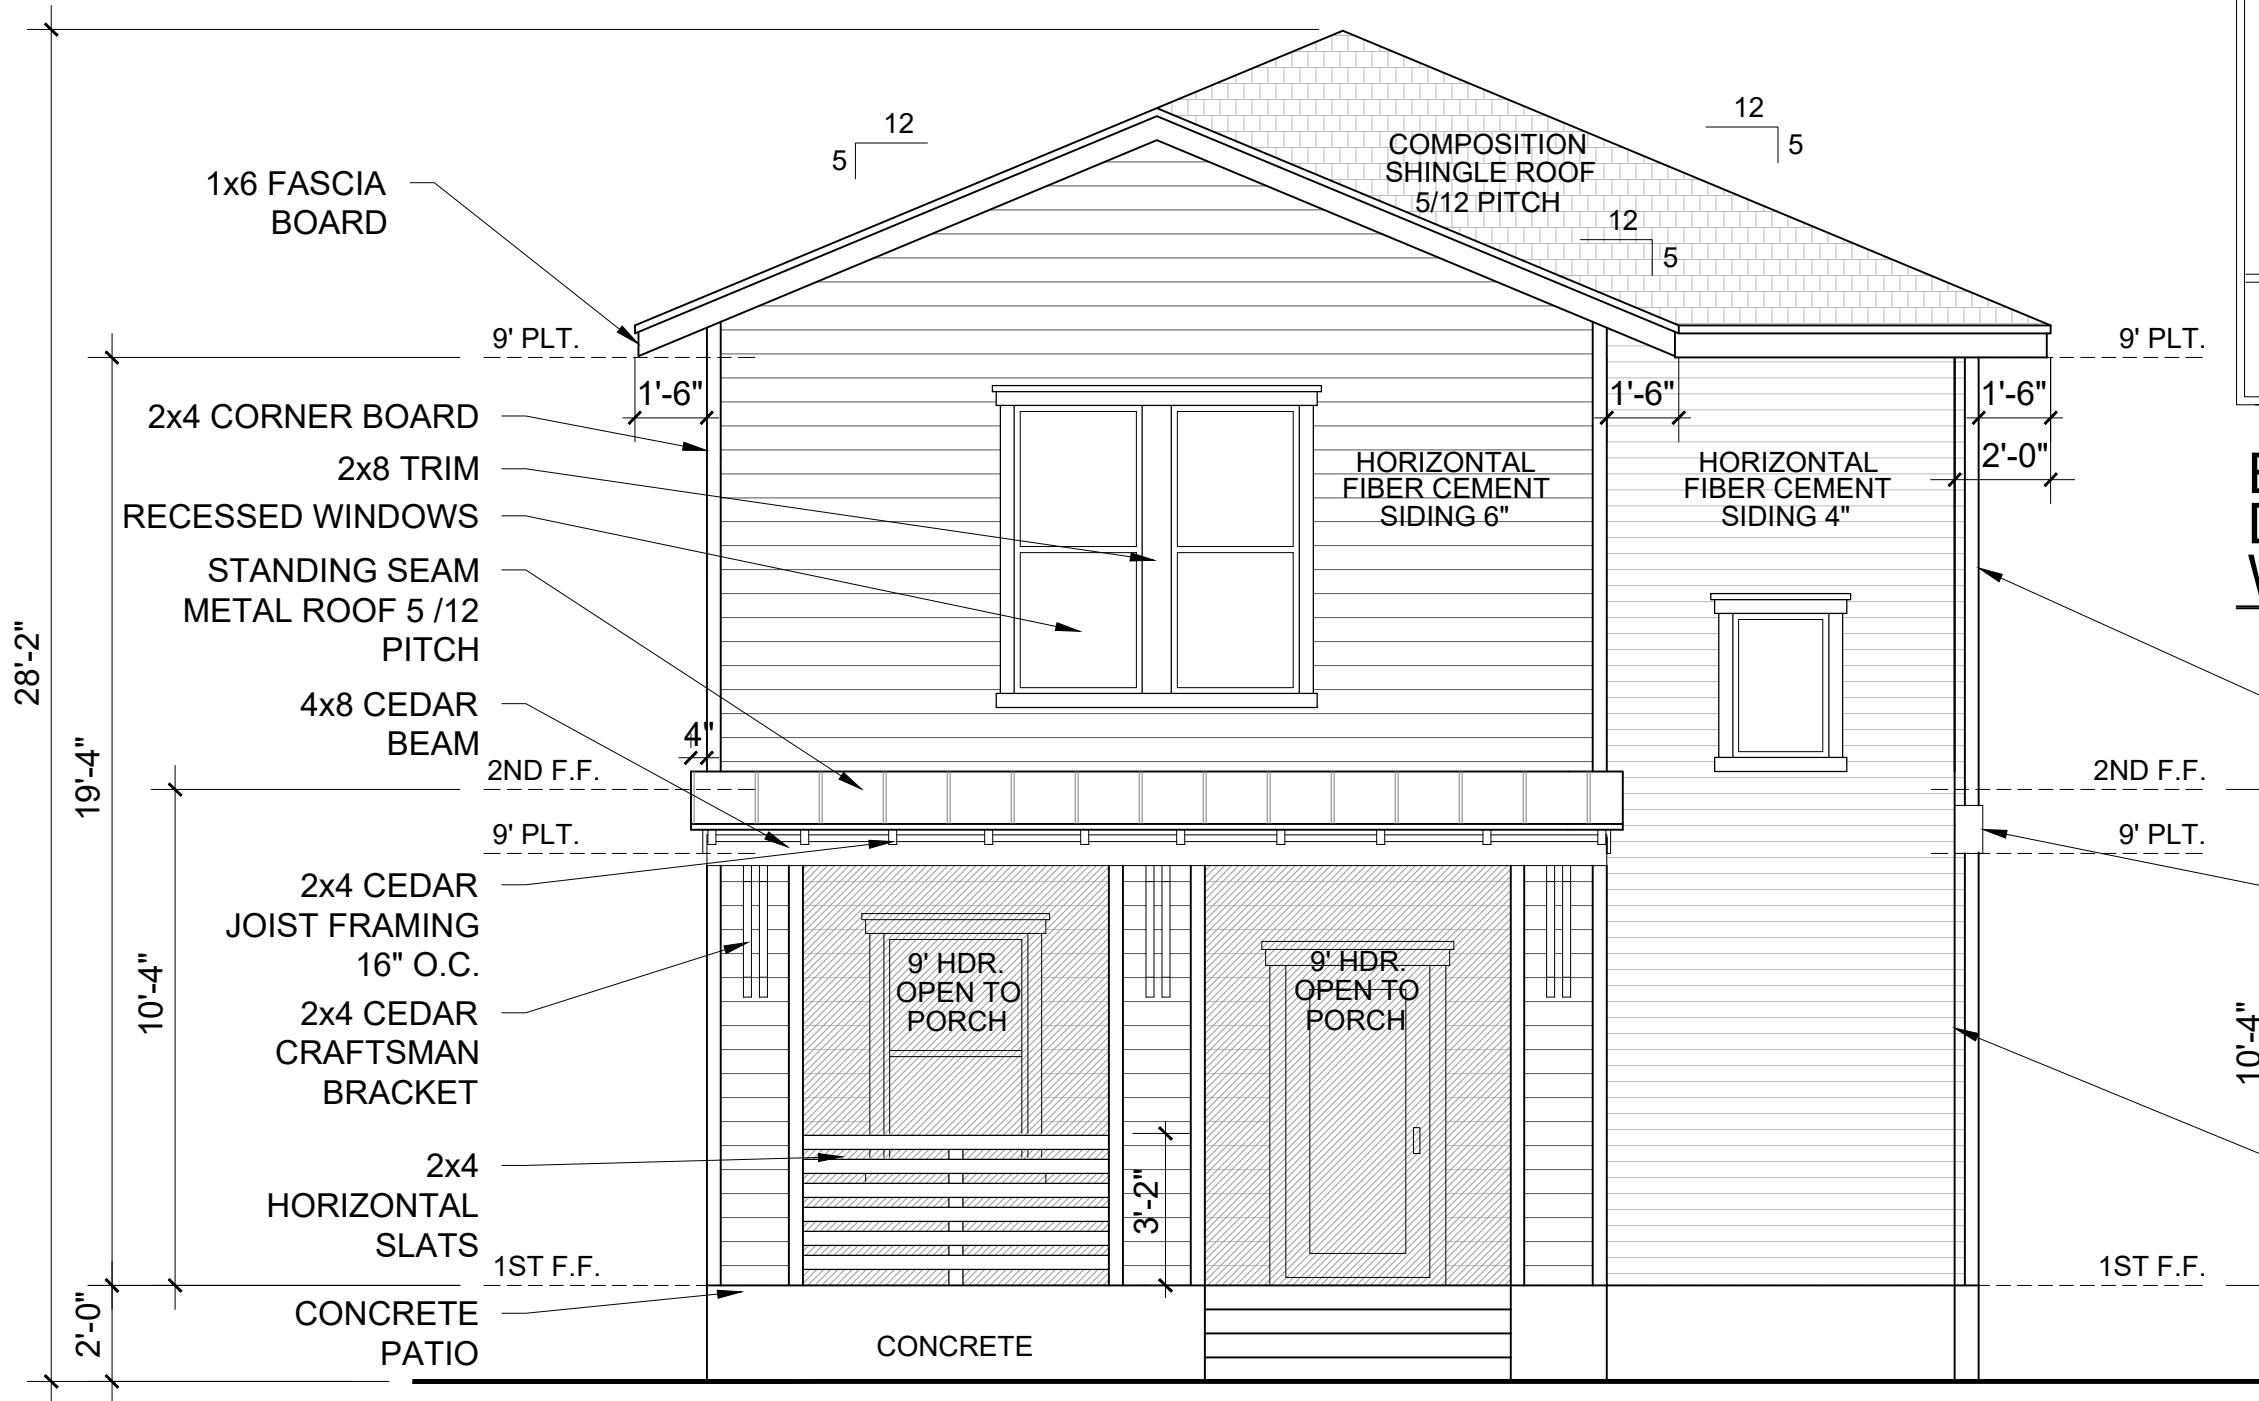 12
5
12
5
COMPOSITION
SHINGLE ROOF
5/12 PITCH
12
5
1x6 FASCIA
BOARD
9' PLT.
9' PLT.
1'-6"
1'-6"
1'-6"
2'-0"
2x4 CORNER BOARD
2x8 TRIM
RECESSED WINDOWS
HORIZONTAL
FIBER CEMENT
SIDING 6"
HORIZONTAL
FIBER CEMENT
SIDING 4"
STANDING SEAM
METAL ROOF 5 /12
PITCH
28'-2"
4x8 CEDAR
BEAM
4"
19'-4"
2ND F.F.
2ND F.F.
9' PLT.
9' PLT.
2x4 CEDAR
JOIST FRAMING
16" O.C.
10'-4"
9' HDR.
OPEN TO
PORCH
9' HDR.
OPEN TO
PORCH
2x4 CEDAR
CRAFTSMAN
BRACKET
10'-4"
2x4
HORIZONTAL
SLATS
3'-2"
1ST F.F.
1ST F.F.
2'-0"
CONCRETE
PATIO
CONCRETE